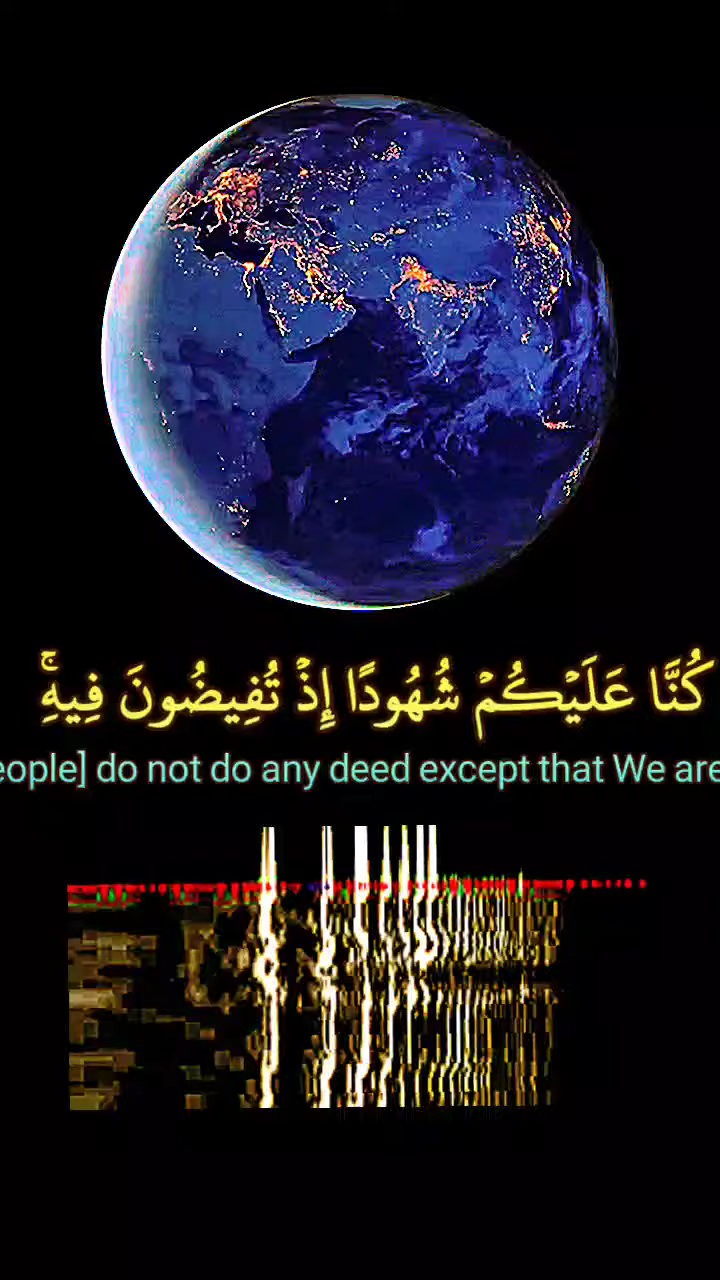 كُنَّا عَلَيْكُمْ شُهُودًا إِذْ تُفِيضُونَ فِيهِۚ
eople] do not do any deed except that We are